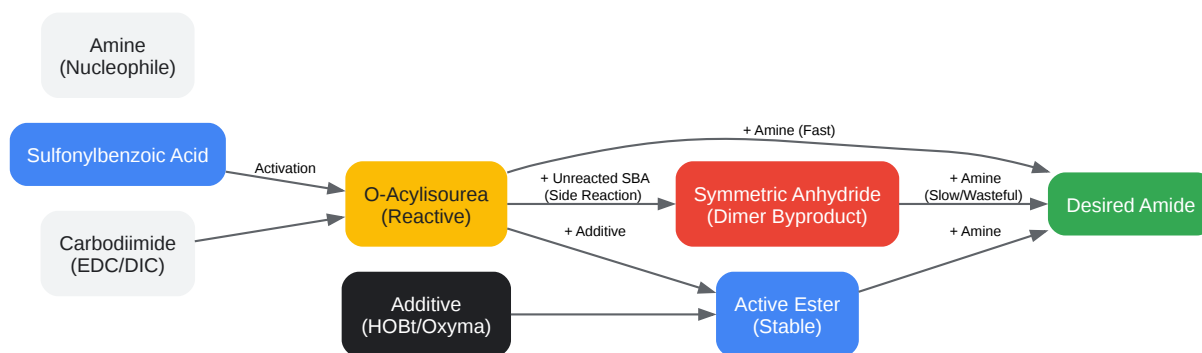 Amine
(Nucleophile)
Sulfonylbenzoic Acid
Activation
Carbodiimide
(EDC/DIC)
O-Acylisourea
(Reactive)
+ Amine (Fast)
+ Unreacted SBA
(Side Reaction)
+ Additive
Symmetric Anhydride
(Dimer Byproduct)
+ Amine
(Slow/Wasteful)
Desired Amide
+ Amine
Additive
(HOBt/Oxyma)
Active Ester
(Stable)